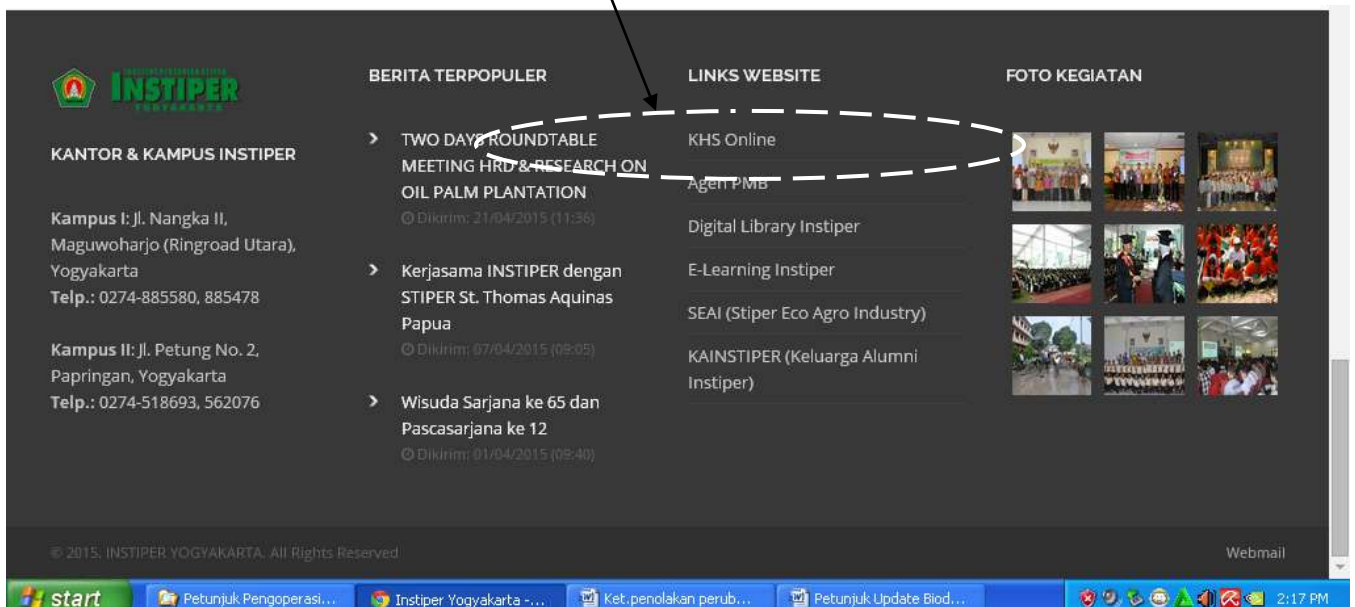 INSTIPER
YOGYAKARTA
KANTOR & KAMPUS INSTIPER
Kampus I: Jl. Nangka II,
Maguwoharjo (Ringroad Utara),
Yogyakarta
Telp.: 0274-885580, 885478
Kampus II: Jl. Petung No. 2,
Papringan, Yogyakarta
Telp.: 0274-518693, 562076
BERITA TERPOPULER
TWO DAYS ROUNDTABLE
MEETING HRD & RESEARCH ON
OIL PALM PLANTATION
Dikirim: 21/04/2015 (11:36)
Kerjasama INSTIPER dengan
STIPER St. Thomas Aquinas
Papua
Dikirim: 07/04/2015 (09:05)
Wisuda Sarjana ke 65 dan
Pascasarjana ke 12
Dikirim: 01/04/2015 (09:40)
LINKS WEBSITE
KHS Online
Agen PMB
Digital Library Instiper
E-Learning Instiper
SEAI (Stiper Eco Agro Industry)
KAINSTIPER (Keluarga Alumni
Instiper)
FOTO KEGIATAN
© 2015. INSTIPER YOGYAKARTA. All Rights Reserved
Webmail
start
Petunjuk Pengoperasi...
Instiper Yogyakarta -...
Ket.penolakan perub...
Petunjuk Update Biod...
2:17 PM